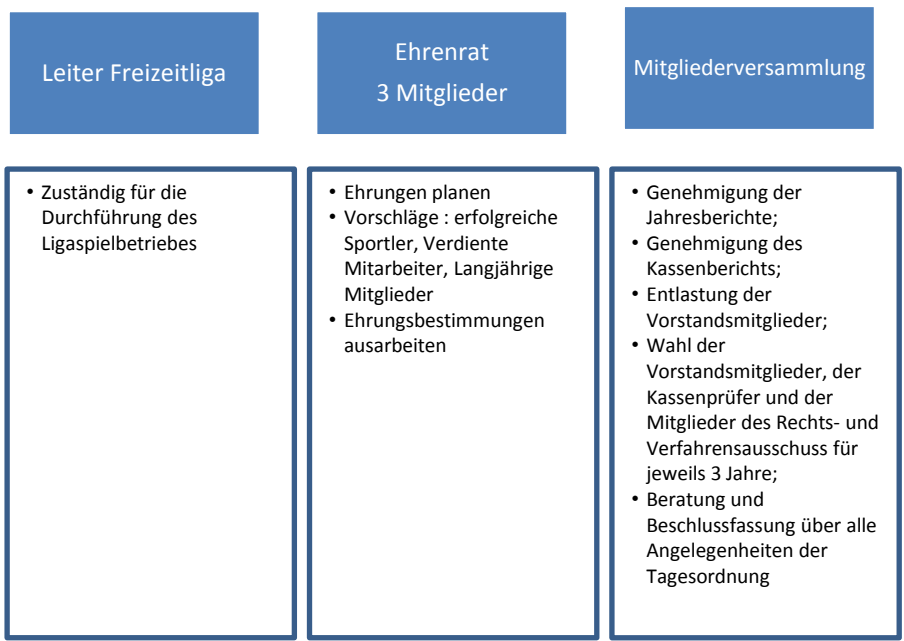 Leiter Freizeitliga
• Zuständig für die
Durchführung des
Ligaspielbetriebes
Ehrenrat
3 Mitglieder
• Ehrungen planen
• Vorschläge : erfolgreiche
Sportler, Verdiente
Mitarbeiter, Langjährige
Mitglieder
• Ehrungsbestimmungen
ausarbeiten
Mitgliederversammlung
• Genehmigung der
Jahresberichte;
• Genehmigung des
Kassenberichts;
• Entlastung der
Vorstandsmitglieder;
• Wahl der
Vorstandsmitglieder, der
Kassenprüfer und der
Mitglieder des Rechts- und
Verfahrensausschuss für
jeweils 3 Jahre;
• Beratung und
Beschlussfassung über alle
Angelegenheiten der
Tagesordnung